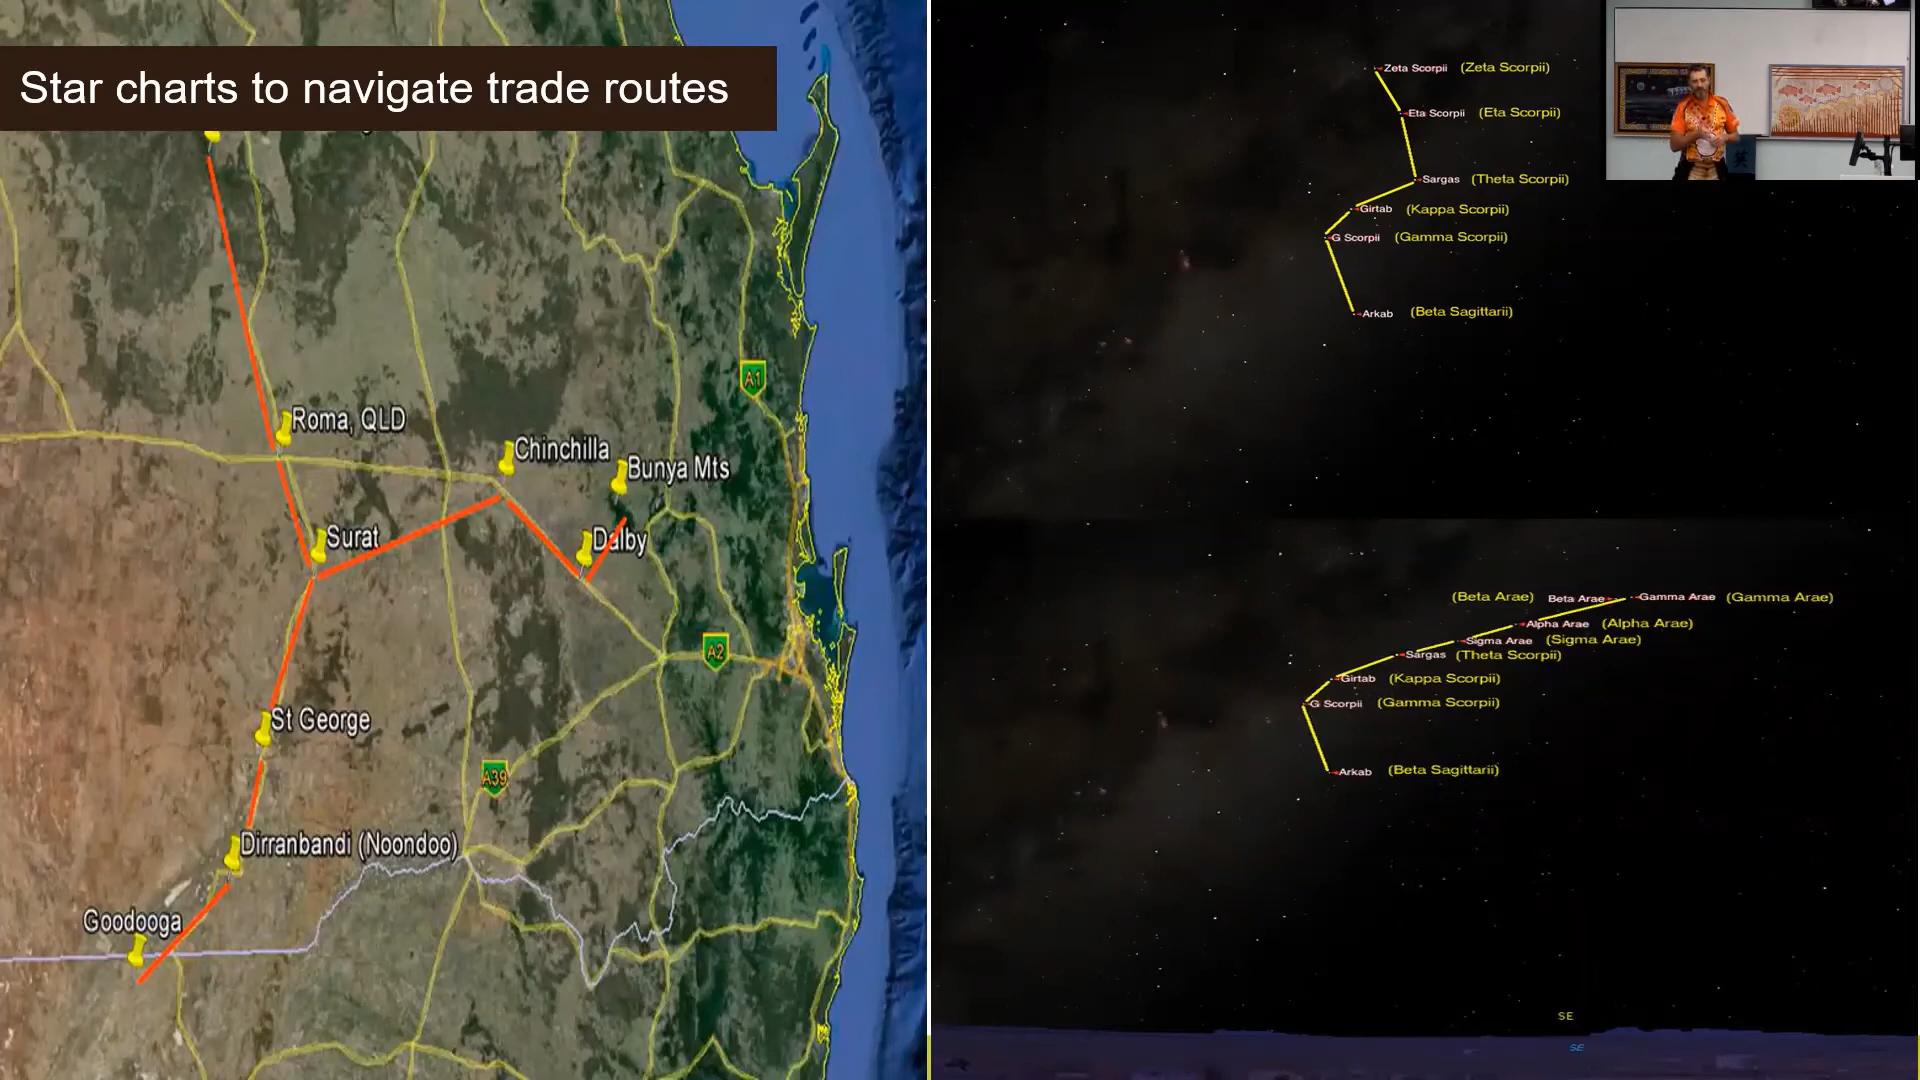 Star charts to navigate trade routes
Roma, QLD
Chinchilla
Bunya Mts
Surat
Dalby
St George
Dirranbandi (Noondoo)
Goodooga
A1
A2
A39
Zeta Scorpii (Zeta Scorpii)
Eta Scorpii (Eta Scorpii)
Sargas (Theta Scorpii)
Girtab (Kappa Scorpii)
G Scorpii (Gamma Scorpii)
Arkab (Beta Sagittarii)
(Beta Arae) Beta Arae Gamma Arae (Gamma Arae)
Alpha Arae (Alpha Arae)
Sigma Arae (Sigma Arae)
Sargas (Theta Scorpii)
Girtab (Kappa Scorpii)
G Scorpii (Gamma Scorpii)
Arkab (Beta Sagittarii)
SE
SE